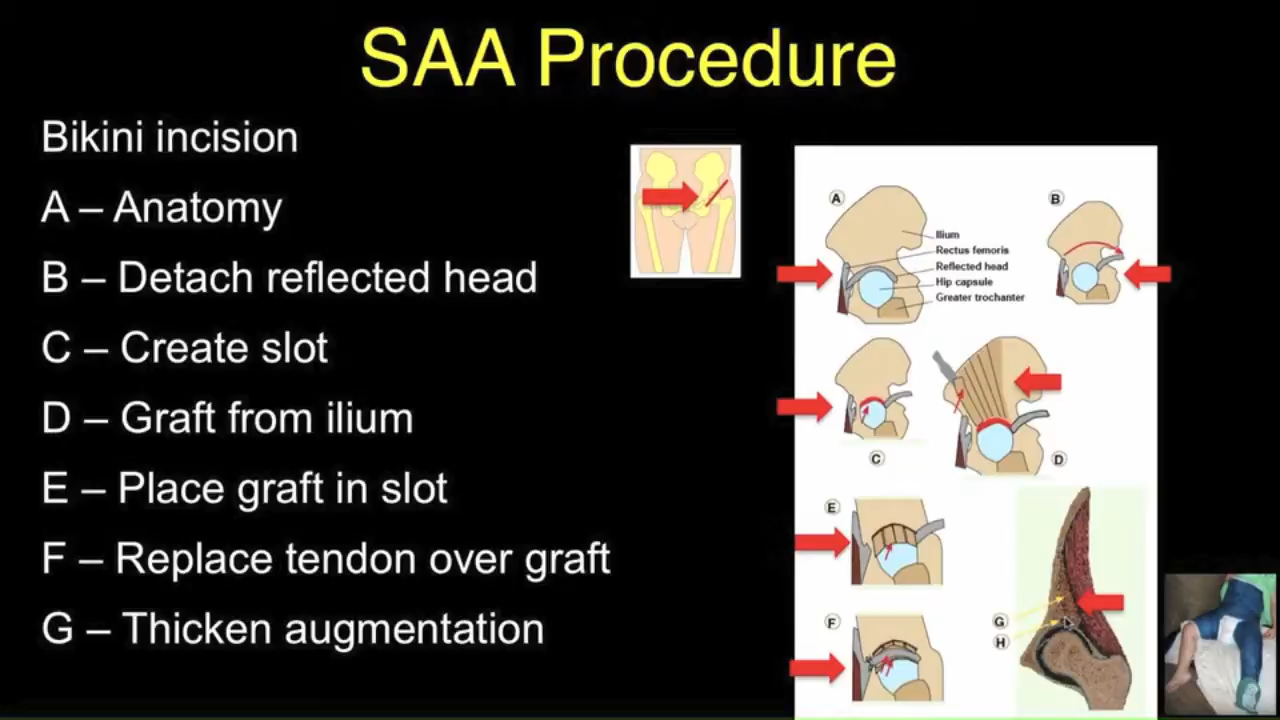 SAA Procedure
Bikini incision
A – Anatomy
B – Detach reflected head
C – Create slot
D – Graft from ilium
E – Place graft in slot
F – Replace tendon over graft
G – Thicken augmentation
A
B
Ilium
Rectus femoris
Reflected head
Hip capsule
Greater trochanter
C
D
E
F
G
H